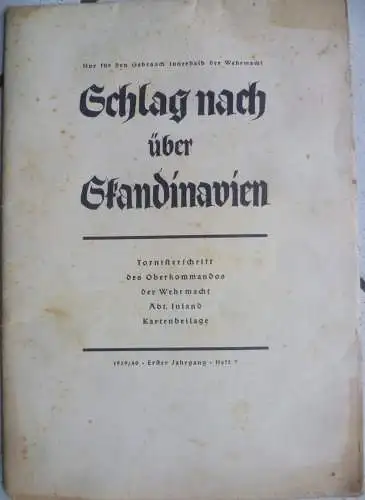 Nur für den Gebrauch innerhalb der Wehrmacht
Schlag nach
über
Skandinavien
Tornisterschrift
des Oberkommandos
der Wehrmacht
Abt. Inland
Kartenbeilage
1939/40 · Erster Jahrgang · Heft 7